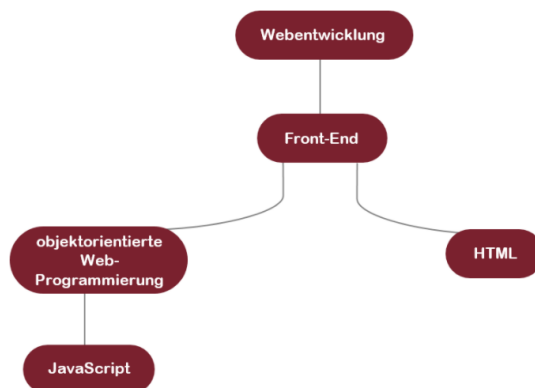 Webentwicklung
Front-End
objektorientierte
Web-
Programmierung
HTML
JavaScript